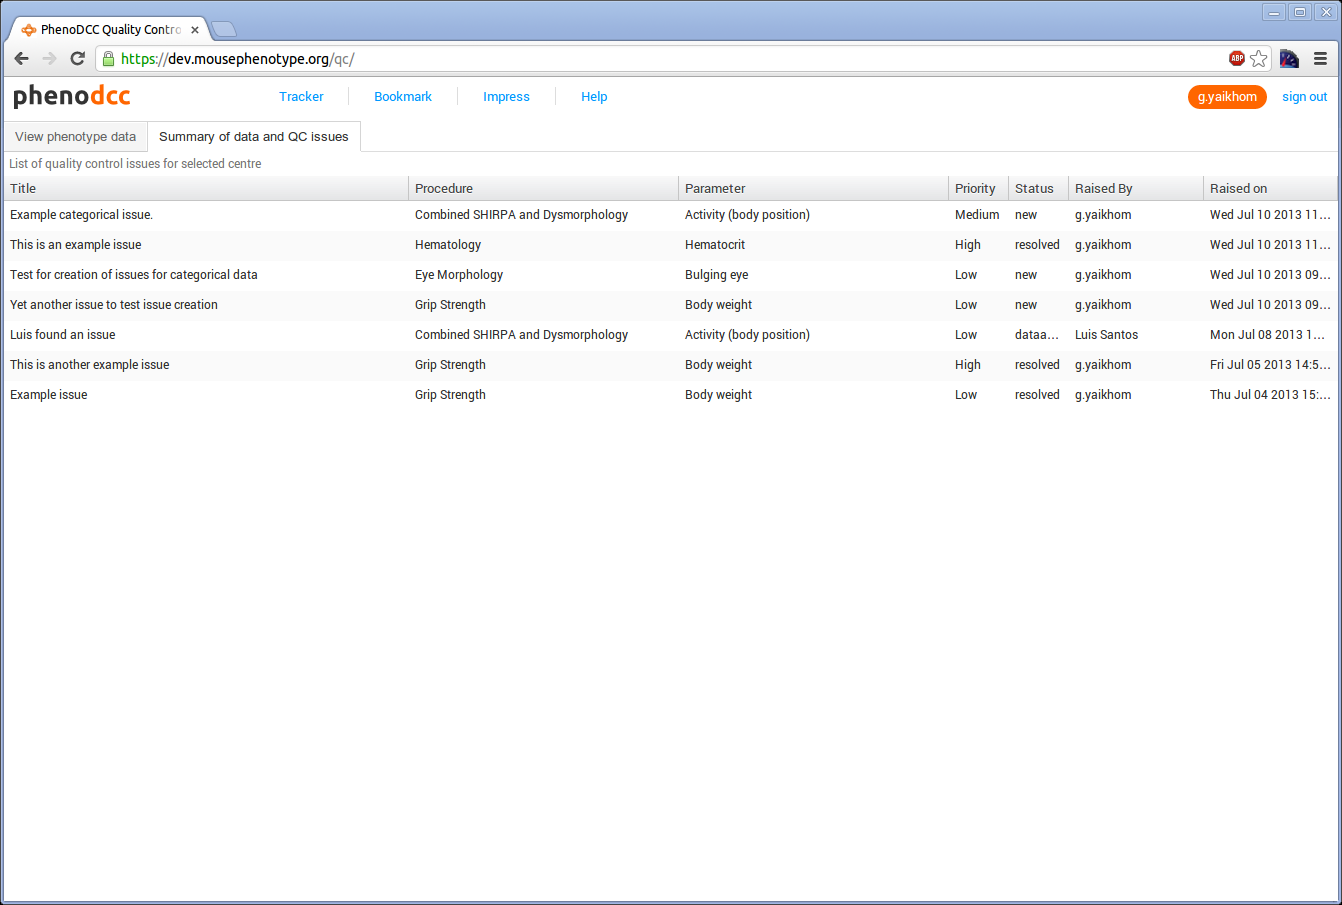 PhenoDCC Quality Contro
https://dev.mousephenotype.org/qc/
ABP
phenodcc
Tracker Bookmark Impress Help g.yaikhom sign out
View phenotype data Summary of data and QC issues
List of quality control issues for selected centre
Title Procedure Parameter Priority Status Raised By Raised on
Example categorical issue. Combined SHIRPA and Dysmorphology Activity (body position) Medium new g.yaikhom Wed Jul 10 2013 11...
This is an example issue Hematology Hematocrit High resolved g.yaikhom Wed Jul 10 2013 11...
Test for creation of issues for categorical data Eye Morphology Bulging eye Low new g.yaikhom Wed Jul 10 2013 09...
Yet another issue to test issue creation Grip Strength Body weight Low new g.yaikhom Wed Jul 10 2013 09...
Luis found an issue Combined SHIRPA and Dysmorphology Activity (body position) Low dataa... Luis Santos Mon Jul 08 2013 1...
This is another example issue Grip Strength Body weight High resolved g.yaikhom Fri Jul 05 2013 14:5...
Example issue Grip Strength Body weight Low resolved g.yaikhom Thu Jul 04 2013 15:...